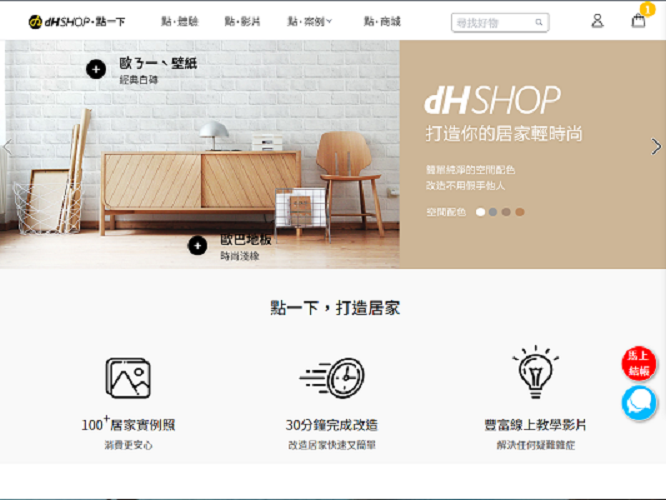 dHSHOP·點一下
點·體驗
點·影片
點·案例
點·商城
尋找好物
1
歐ㄋㄧ、壁紙
經典白磚
dHSHOP
打造你的居家輕時尚
簡單純淨的空間配色
改造不用假手他人
空間配色
歐巴地板
時尚淺橡
點一下,打造居家
馬上
結帳
100+居家實例照
30分鐘完成改造
豐富線上教學影片
消費更安心
改造居家快速又簡單
解決任何疑難雜症